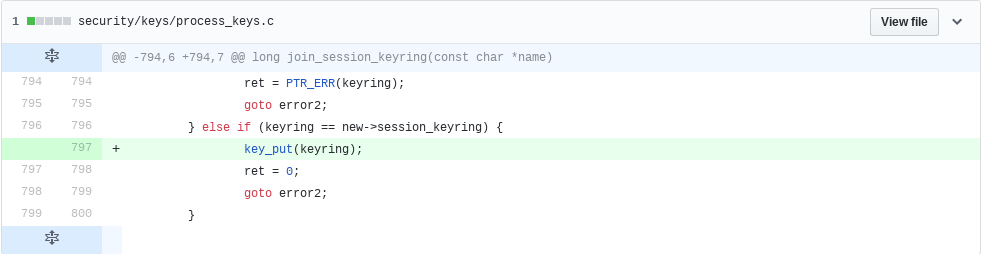 1 security/keys/process_keys.c View file
@@ -794,6 +794,7 @@ long join_session_keyring(const char *name)
794 794 ret = PTR_ERR(keyring);
795 795 goto error2;
796 796 } else if (keyring == new->session_keyring) {
797 + key_put(keyring);
797 798 ret = 0;
798 799 goto error2;
799 800 }